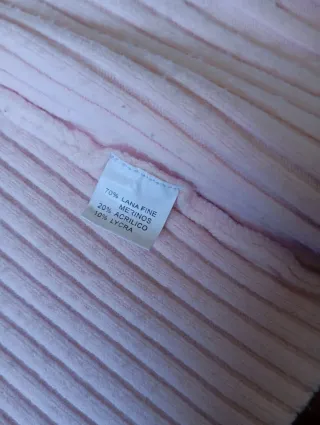 70% LANA FINE
MERINOS
20% ACRILICO
10% LYCRA